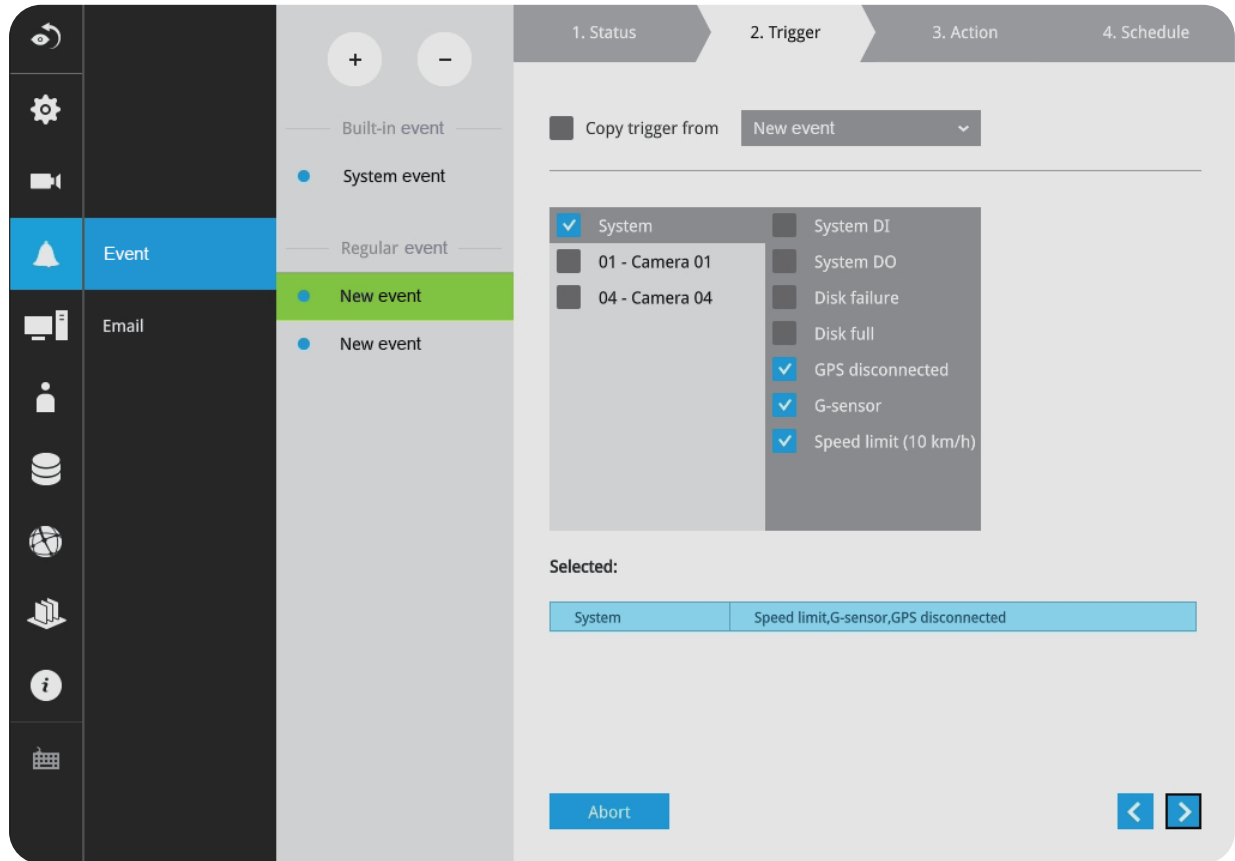 1. Status
2. Trigger
3. Action
4. Schedule
+
−
Built-in event
System event
Regular event
New event
New event
Event
Email
Copy trigger from
New event
System
01 - Camera 01
04 - Camera 04
System DI
System DO
Disk failure
Disk full
GPS disconnected
G-sensor
Speed limit (10 km/h)
Selected:
System
Speed limit,G-sensor,GPS disconnected
Abort